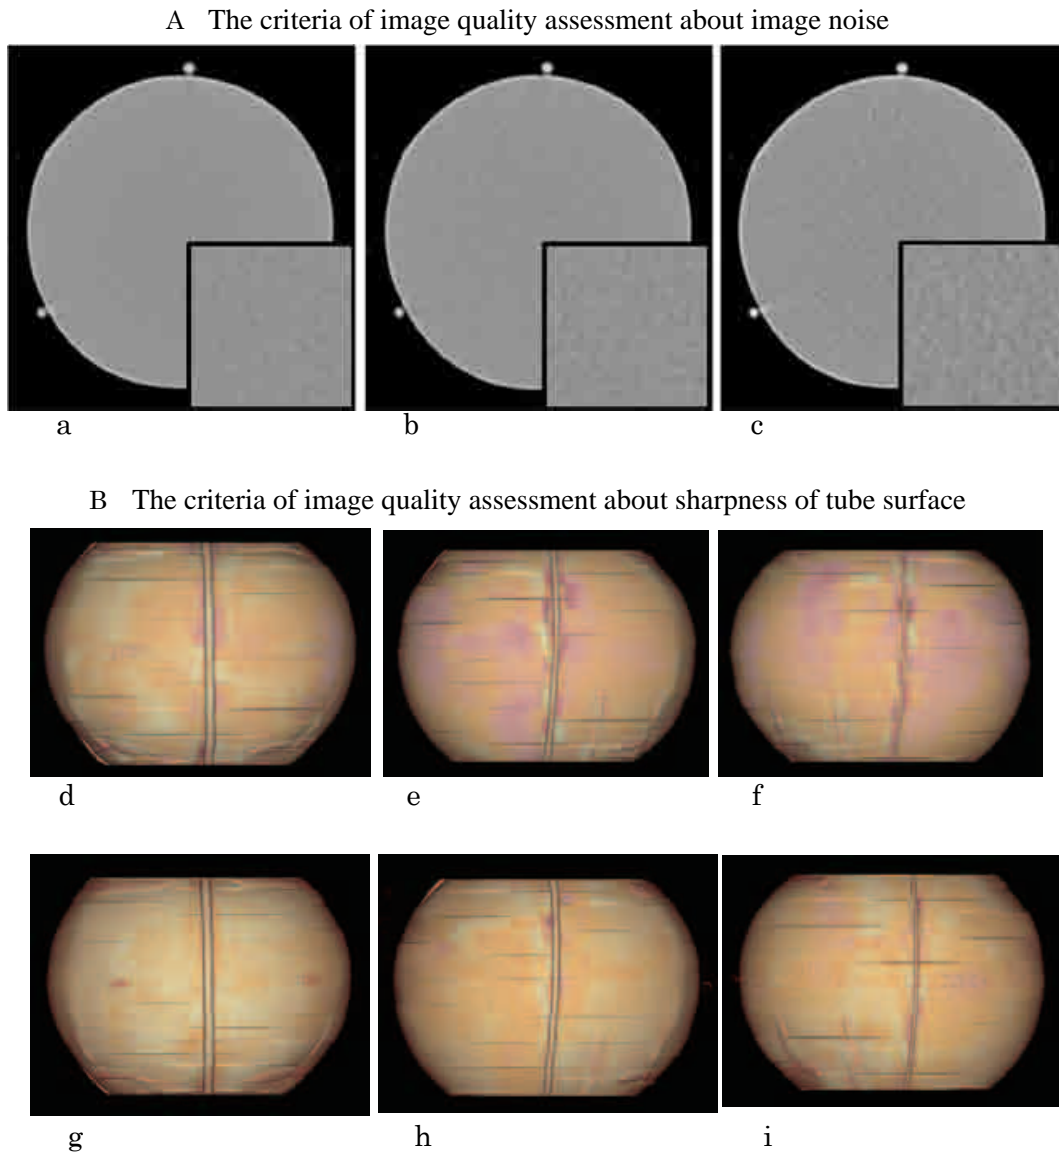 A The criteria of image quality assessment about image noise
a b c
B The criteria of image quality assessment about sharpness of tube surface
d e f
g h i